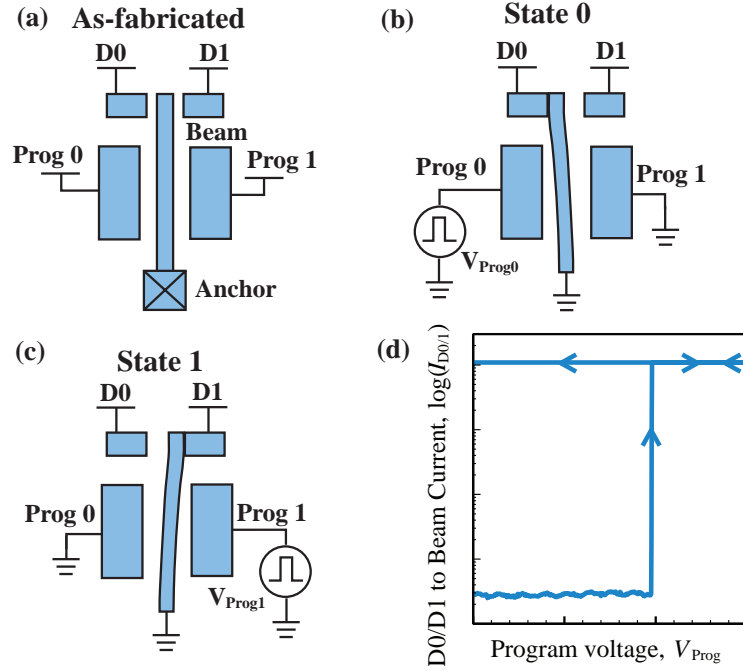 (a) As-fabricated
D0 D1
Beam
Prog 0 Prog 1
Anchor
(b) State 0
D0 D1
Prog 0 Prog 1
V_Prog0
(c) State 1
D0 D1
Prog 0 Prog 1
V_Prog1
(d)
D0/D1 to Beam Current, log(I_D0/1)
Program voltage, V_Prog